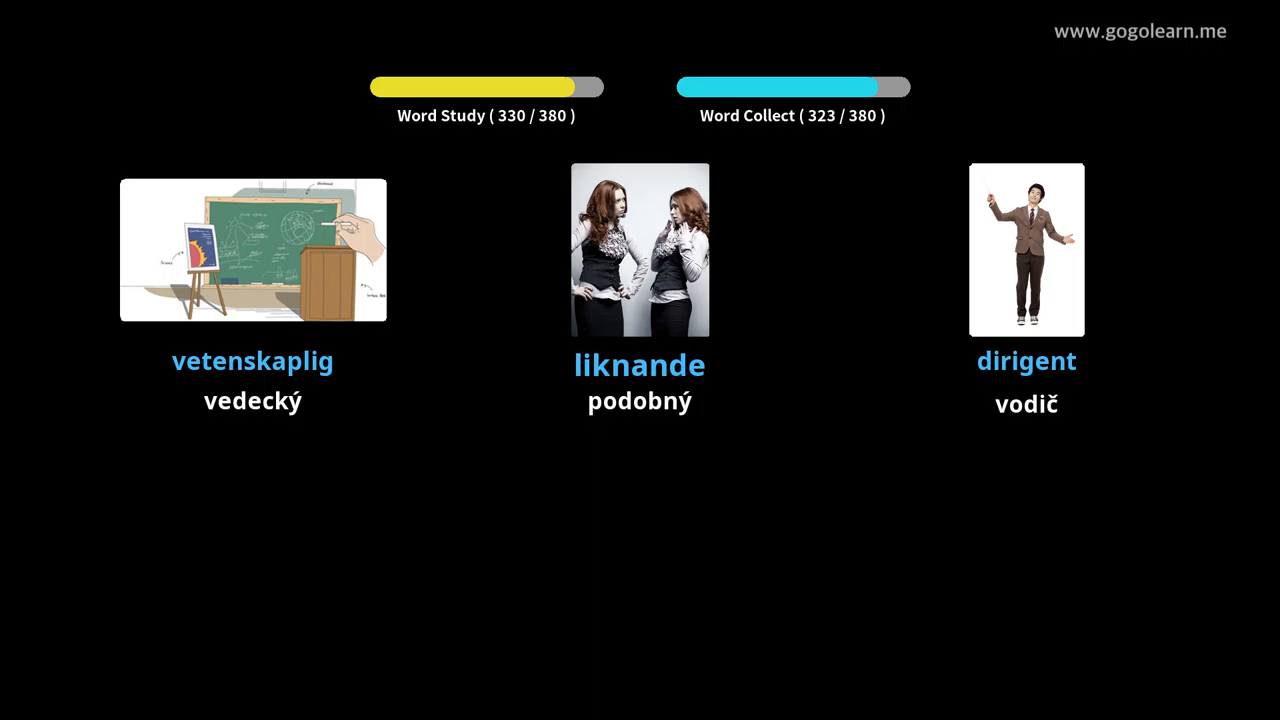 www.gogolearn.me
Word Study ( 330 / 380 )
Word Collect ( 323 / 380 )
vetenskaplig
liknande
dirigent
vedecký
podobný
vodič